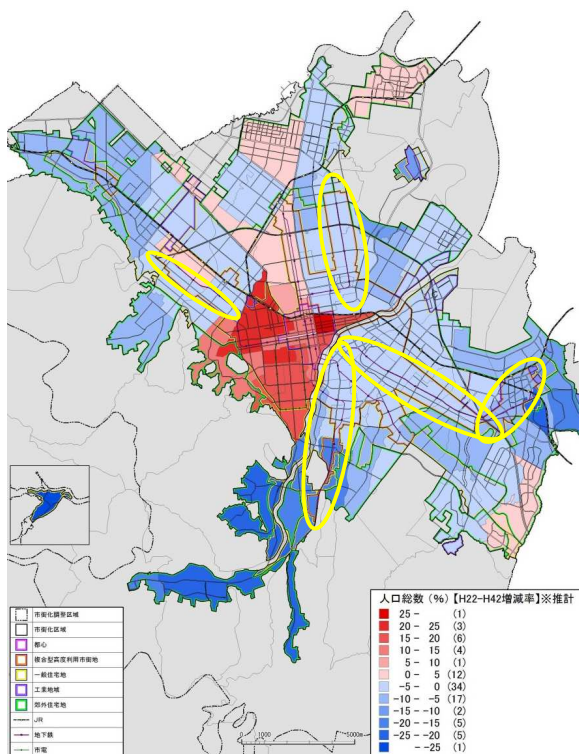 人口総数 (%)【H22-H42増減率】※推計
25 - (1)
20 - 25 (3)
15 - 20 (6)
10 - 15 (4)
5 - 10 (1)
0 - 5 (12)
-5 - 0 (34)
-10 - -5 (17)
-15 - -10 (2)
-20 - -15 (5)
-25 - -20 (5)
- -25 (1)
市街化調整区域
市街化区域
都心
複合型高度利用市街地
一般住宅地
工業地域
郊外住宅地
JR
地下鉄
市電
0 1000 5000m